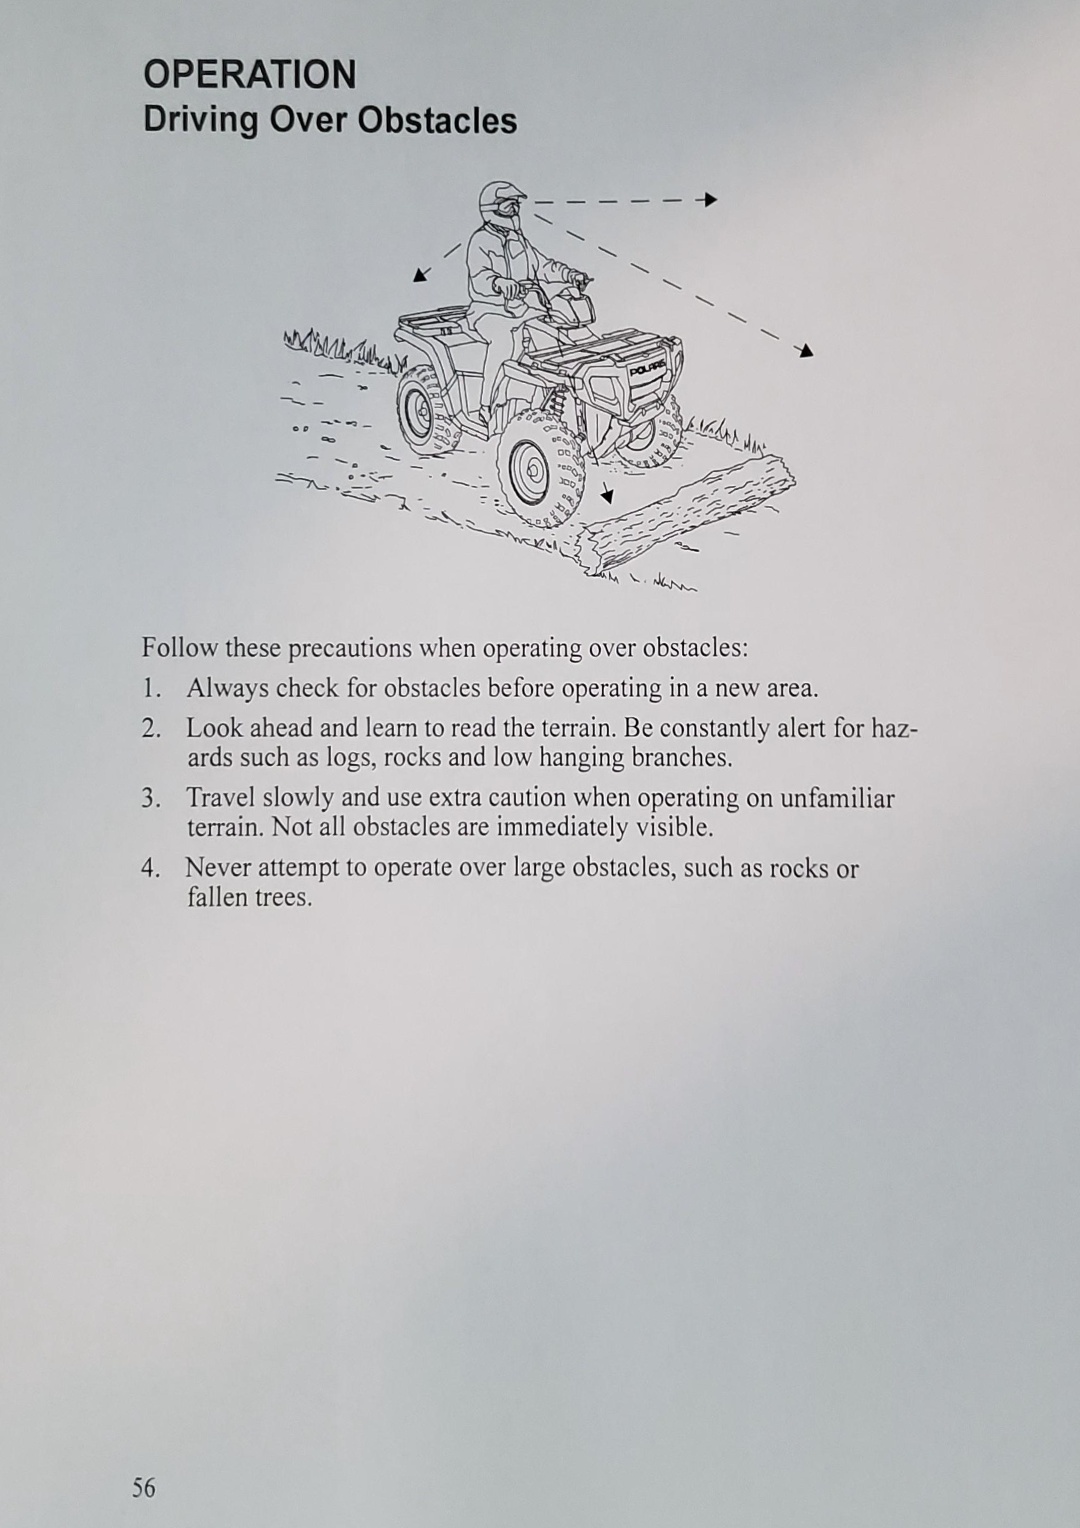 OPERATION
Driving Over Obstacles
POLARIS
Follow these precautions when operating over obstacles:
1. Always check for obstacles before operating in a new area.
2. Look ahead and learn to read the terrain. Be constantly alert for haz-
ards such as logs, rocks and low hanging branches.
3. Travel slowly and use extra caution when operating on unfamiliar
terrain. Not all obstacles are immediately visible.
4. Never attempt to operate over large obstacles, such as rocks or
fallen trees.
56